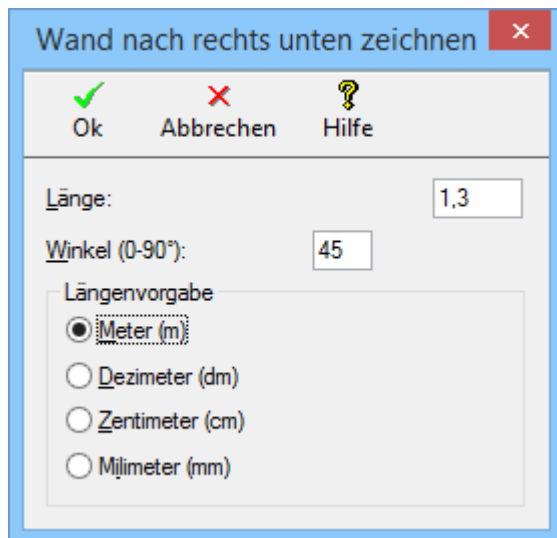 Wand nach rechts unten zeichnen
Ok Abbrechen Hilfe
Länge: 1,3
Winkel (0-90°): 45
Längenvorgabe
Meter (m)
Dezimeter (dm)
Zentimeter (cm)
Milimeter (mm)